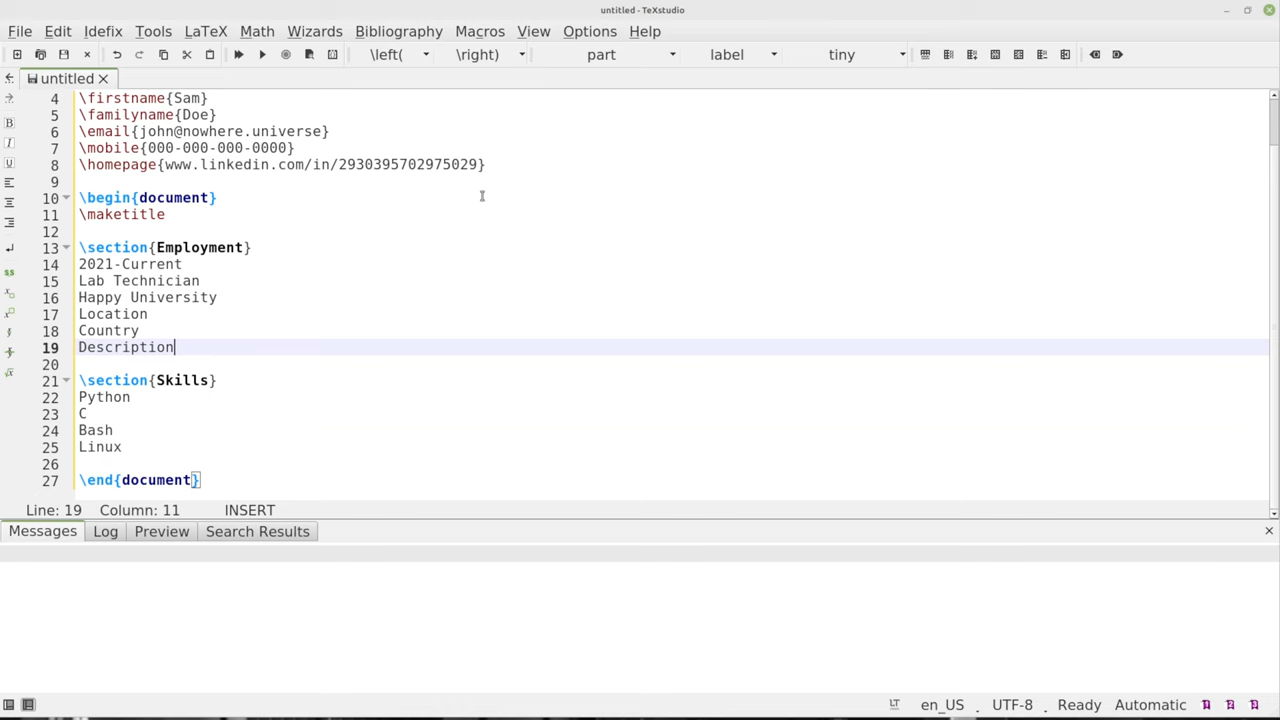 untitled - TeXstudio
File Edit Idefix Tools LaTeX Math Wizards Bibliography Macros View Options Help
\left( \right) part label tiny
untitled
4 \firstname{Sam}
5 \familyname{Doe}
6 \email{john@nowhere.universe}
7 \mobile{000-000-000-0000}
8 \homepage{www.linkedin.com/in/2930395702975029}
9
10 \begin{document}
11 \maketitle
12
13 \section{Employment}
14 2021-Current
15 Lab Technician
16 Happy University
17 Location
18 Country
19 Description
20
21 \section{Skills}
22 Python
23 C
24 Bash
25 Linux
26
27 \end{document}
Line: 19 Column: 11 INSERT
Messages Log Preview Search Results
LT en_US UTF-8 Ready Automatic